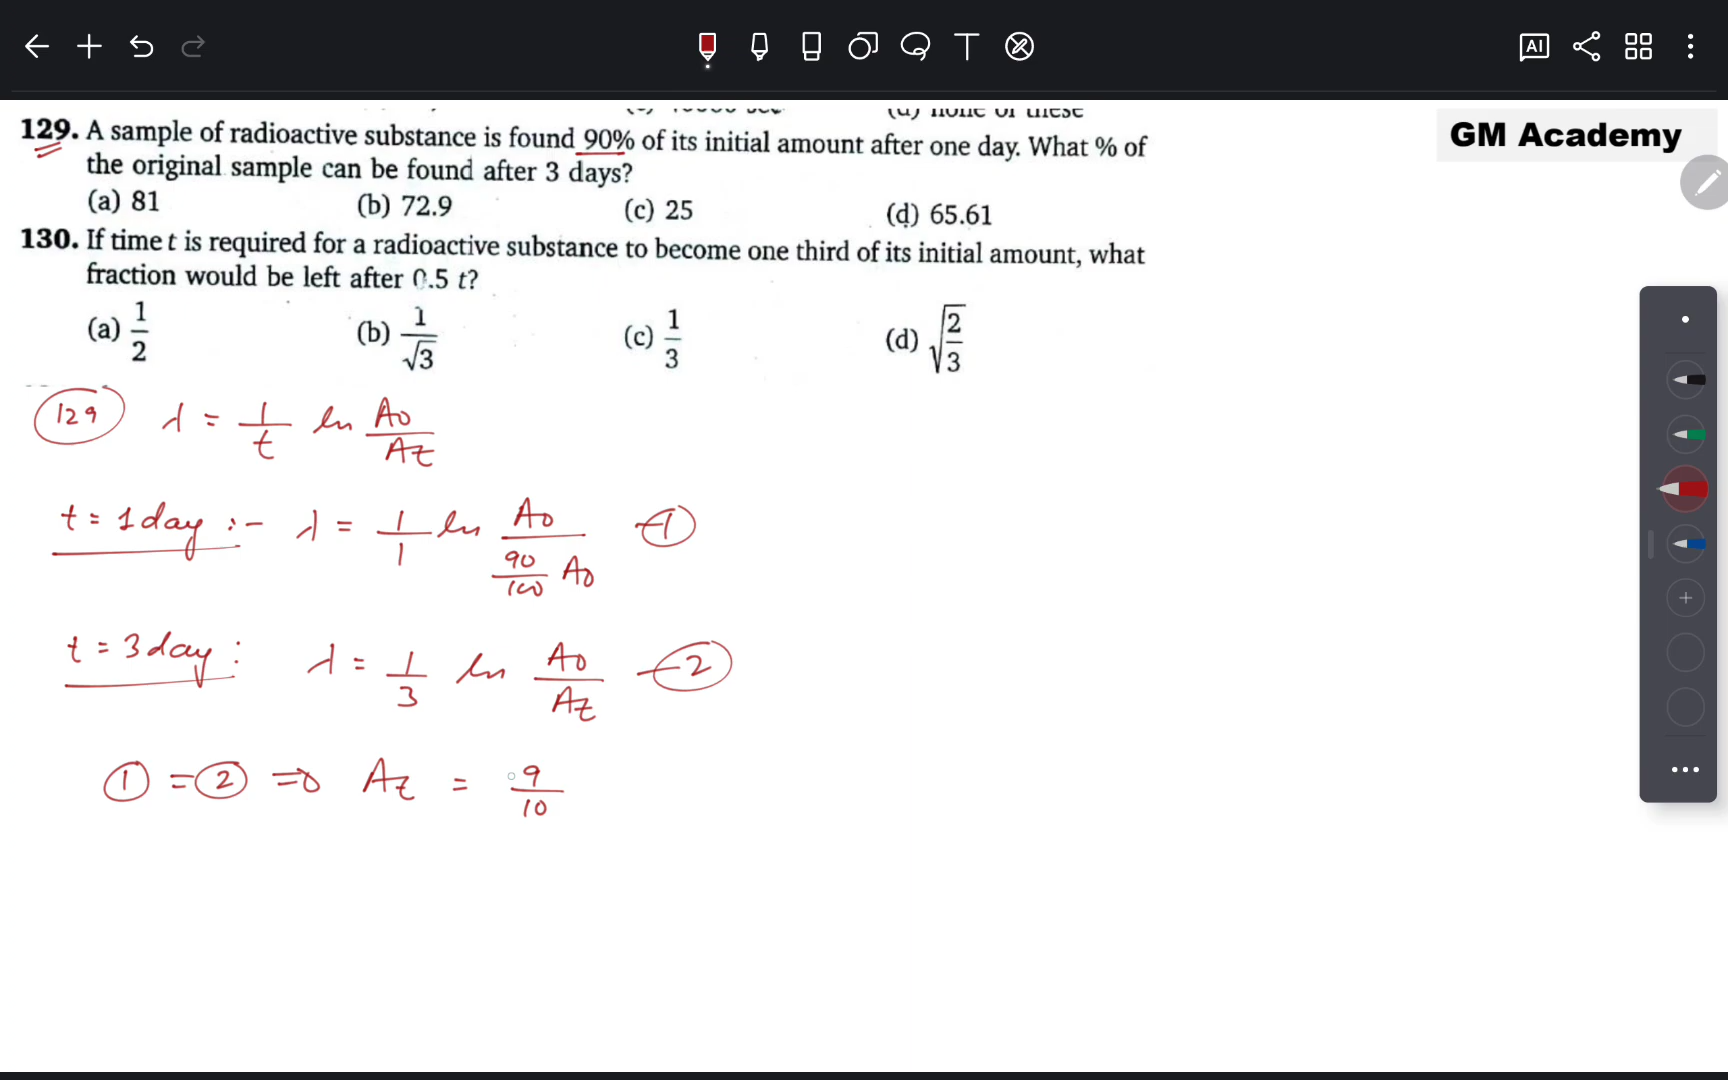 AI
(d) none of these
GM Academy
129. A sample of radioactive substance is found 90% of its initial amount after one day. What % of
the original sample can be found after 3 days?
(a) 81 (b) 72.9 (c) 25 (d) 65.61
130. If time t is required for a radioactive substance to become one third of its initial amount, what
fraction would be left after 0.5 t?
(a) 1/2 (b) 1/√3 (c) 1/3 (d) √(2/3)
129 λ = 1/t ln A0/At
t = 1 day :- λ = 1/1 ln A0/(90/100 A0) -1
t = 3 day : λ = 1/3 ln A0/At -2
1 = 2 => At = 9/10